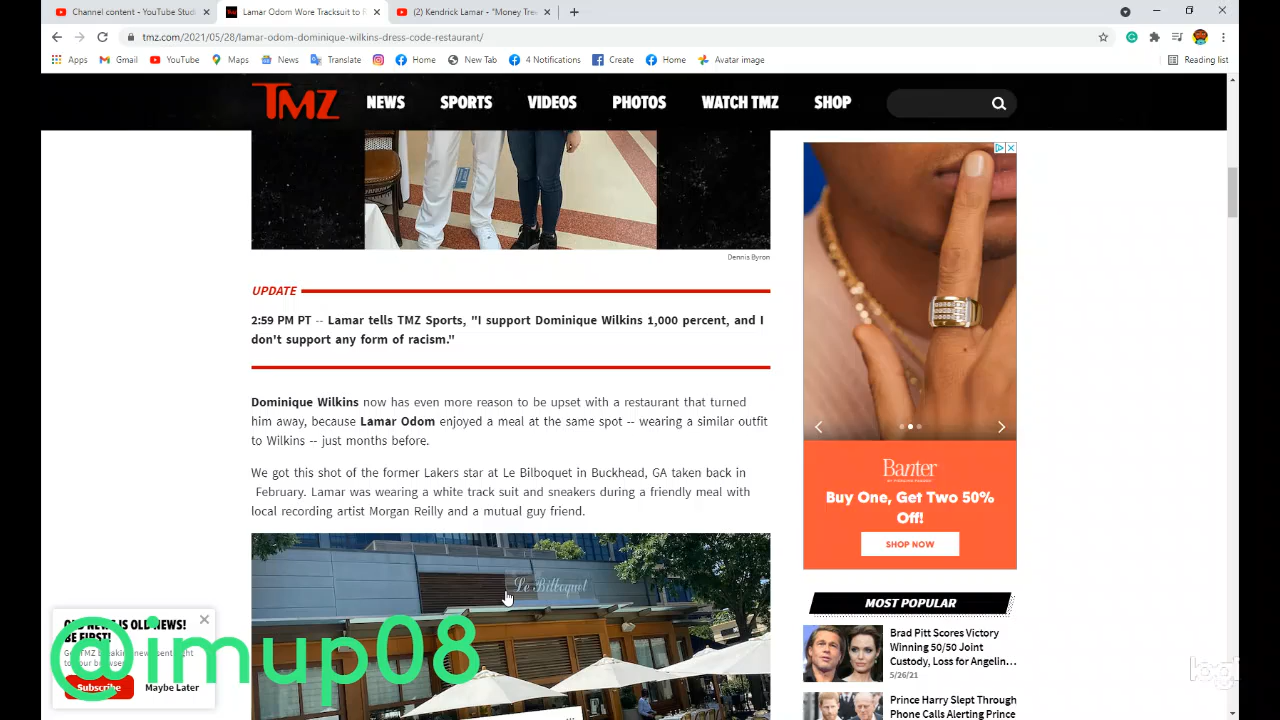 Channel content - YouTube Studi
Lamar Odom Wore Tracksuit to F
(2) Kendrick Lamar - "Money Tre
tmz.com/2021/05/28/lamar-odom-dominique-wilkins-dress-code-restaurant/
Apps Gmail YouTube Maps News Translate Home New Tab 4 Notifications Create Home Avatar image Reading list
TMZ NEWS SPORTS VIDEOS PHOTOS WATCH TMZ SHOP
Dennis Byron
UPDATE
2:59 PM PT -- Lamar tells TMZ Sports, "I support Dominique Wilkins 1,000 percent, and I
don't support any form of racism."
Dominique Wilkins now has even more reason to be upset with a restaurant that turned
him away, because Lamar Odom enjoyed a meal at the same spot -- wearing a similar outfit
to Wilkins -- just months before.
We got this shot of the former Lakers star at Le Bilboquet in Buckhead, GA taken back in
February. Lamar was wearing a white track suit and sneakers during a friendly meal with
local recording artist Morgan Reilly and a mutual guy friend.
Le Bilboquet
Banter
BY PIERCING PAGODA
Buy One, Get Two 50%
Off!
SHOP NOW
MOST POPULAR
Brad Pitt Scores Victory
Winning 50/50 Joint
Custody, Loss for Angelin...
5/26/21
Prince Harry Slept Through
Phone Calls Alerting Prince
NEWS IS OLD NEWS!
BE FIRST!
Subscribe
Maybe Later
@imup08